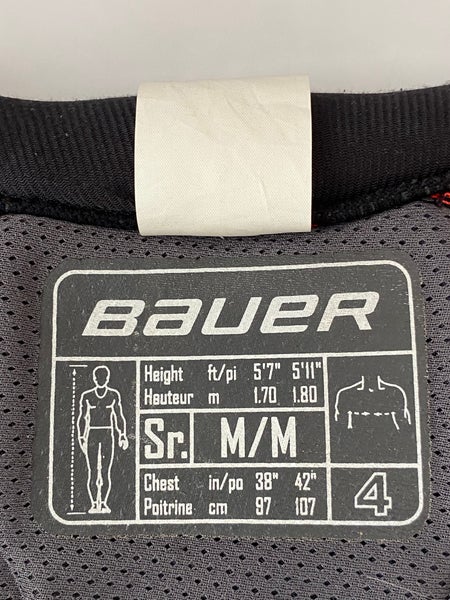 BAUER
Height ft/pi 5'7" 5'11"
Hauteur m 1.70 1.80
Sr. M/M
Chest in/po 38" 42"
Poitrine cm 97 107
4